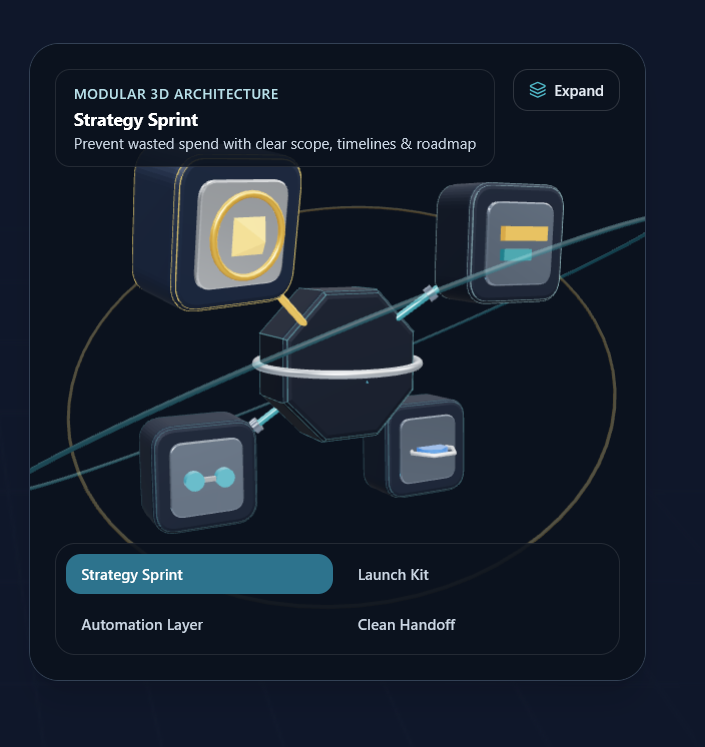 MODULAR 3D ARCHITECTURE
Strategy Sprint
Prevent wasted spend with clear scope, timelines & roadmap
Expand
Strategy Sprint
Launch Kit
Automation Layer
Clean Handoff